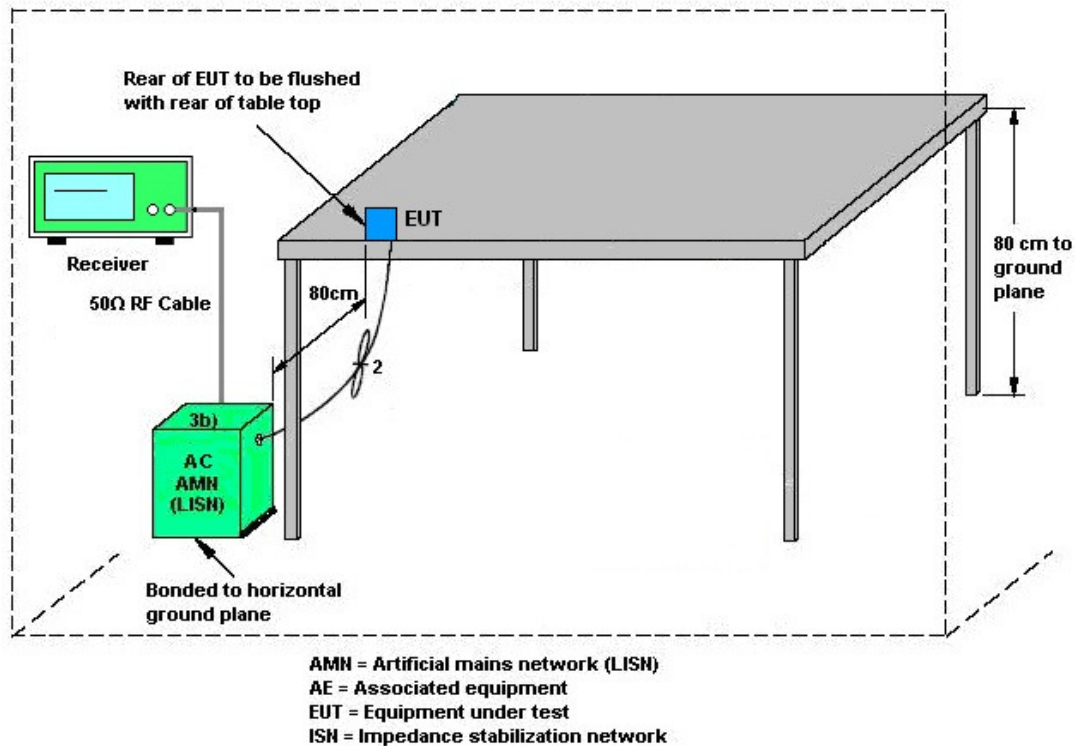 Rear of EUT to be flushed
with rear of table top
EUT
Receiver
80cm
80 cm to
ground
plane
50Ω RF Cable
2
3b)
AC
AMN
(LISN)
Bonded to horizontal
ground plane
AMN = Artificial mains network (LISN)
AE = Associated equipment
EUT = Equipment under test
ISN = Impedance stabilization network